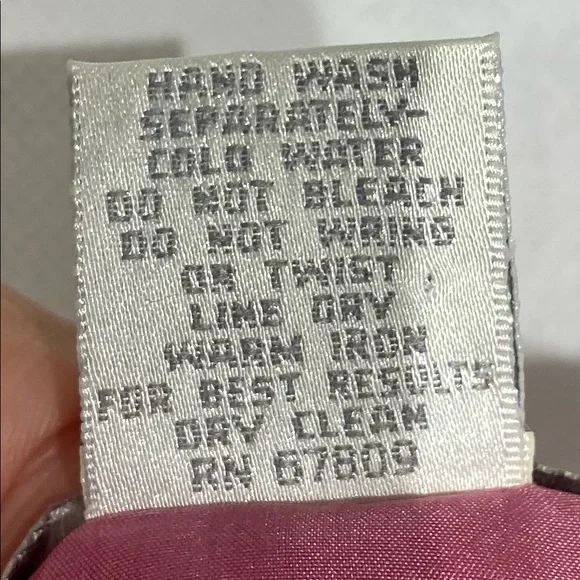 HAND WASH
SEPARATELY-
COLD WATER
DO NOT BLEACH
DO NOT WRING
OR TWIST
LINE DRY
WARM IRON
FOR BEST RESULTS
DRY CLEAN
RN 67809